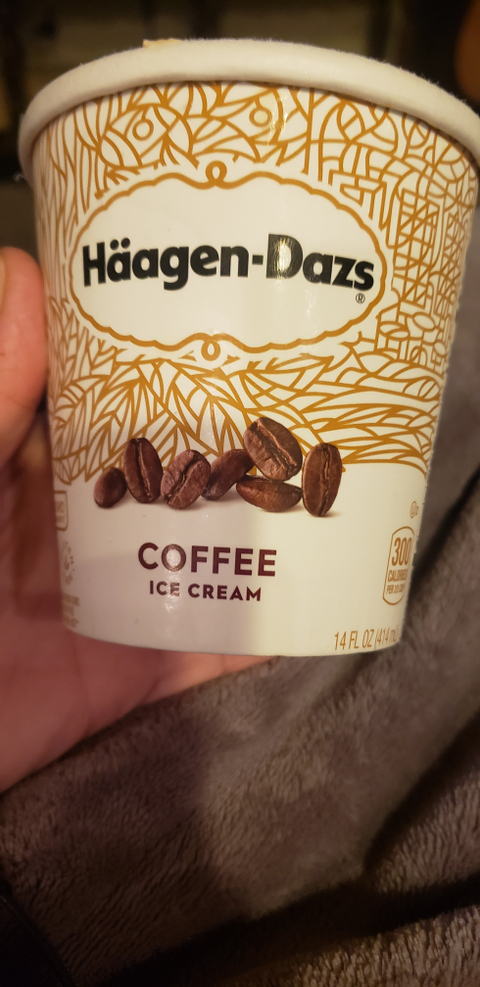 Häagen-Dazs
®
COFFEE
ICE CREAM
300
CALORIES
14 FL OZ (414 mL